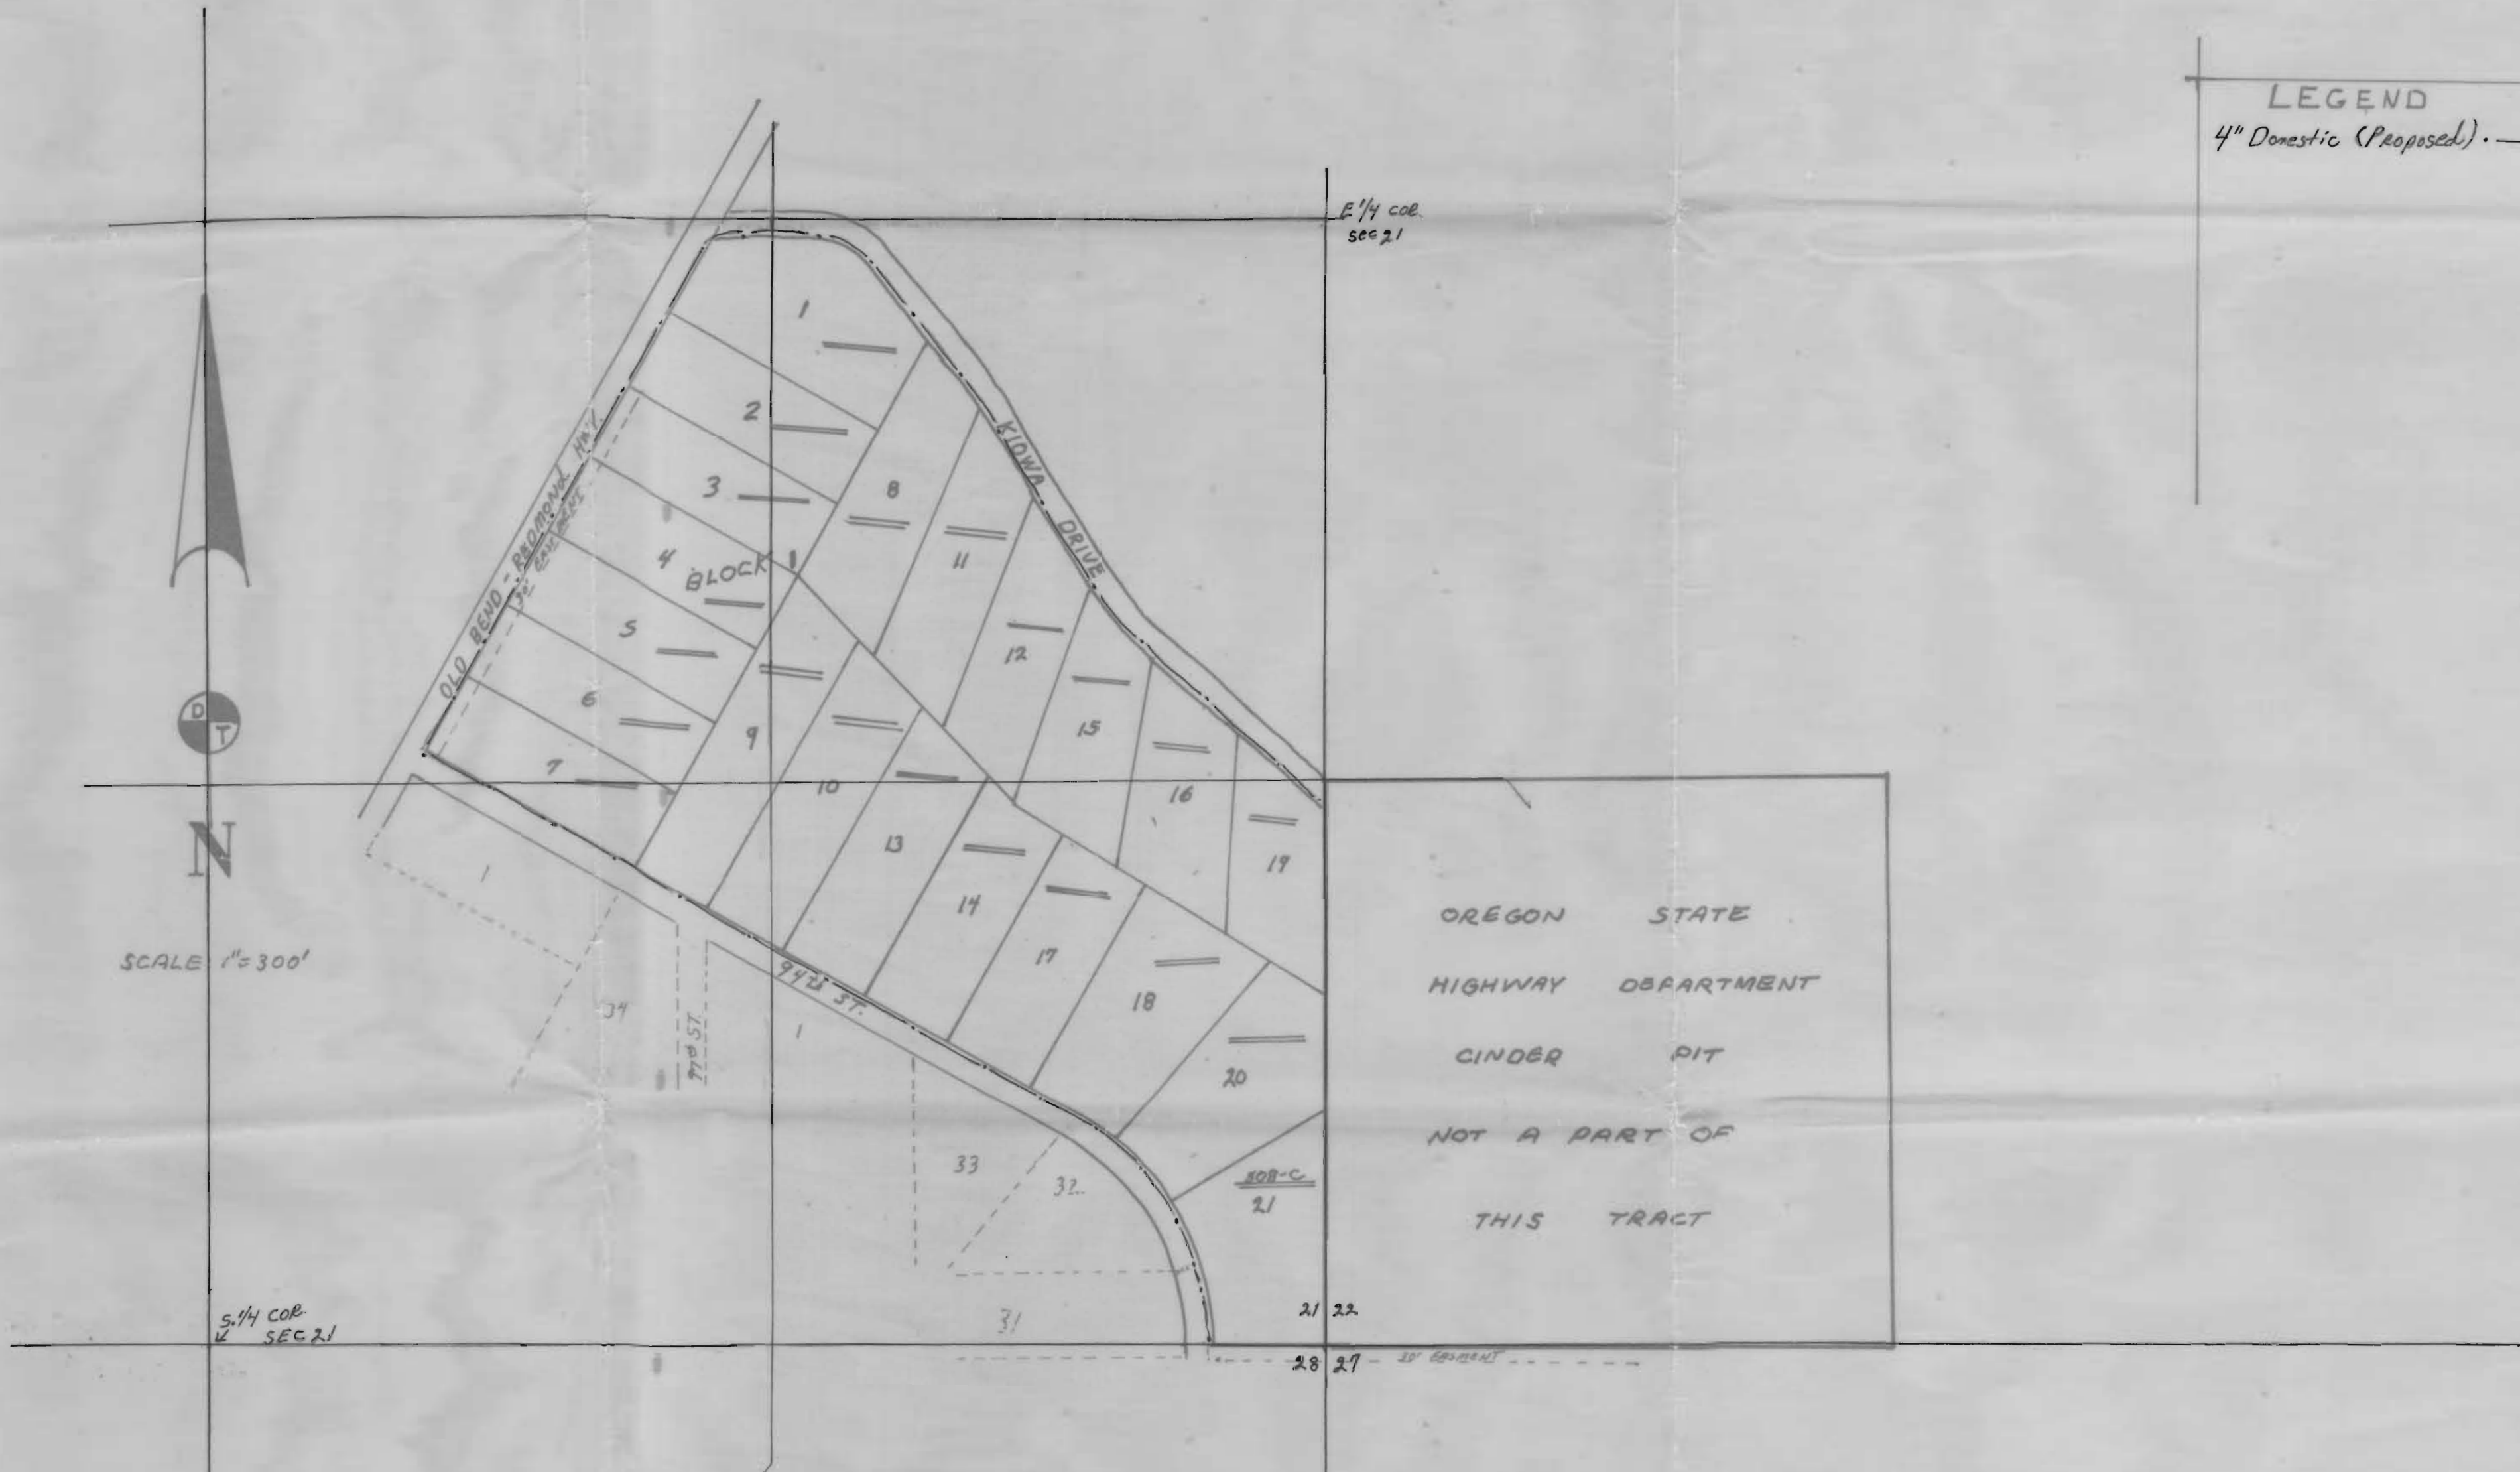 LEGEND
4" Domestic (Proposed).
E 1/4 COR.
SEC 21
1
2
3
4
BLOCK 1
5
6
7
8
11
12
15
16
19
9
10
13
14
17
18
20
508-C
21
OLD BEND - REDMOND HWY.
KIOWA DRIVE
D
T
N
SCALE 1"=300'
1
34
1
33
32
31
OREGON STATE
HIGHWAY DEPARTMENT
CINDER PIT
NOT A PART OF
THIS TRACT
S. 1/4 COR.
SEC 21
21 22
28 27